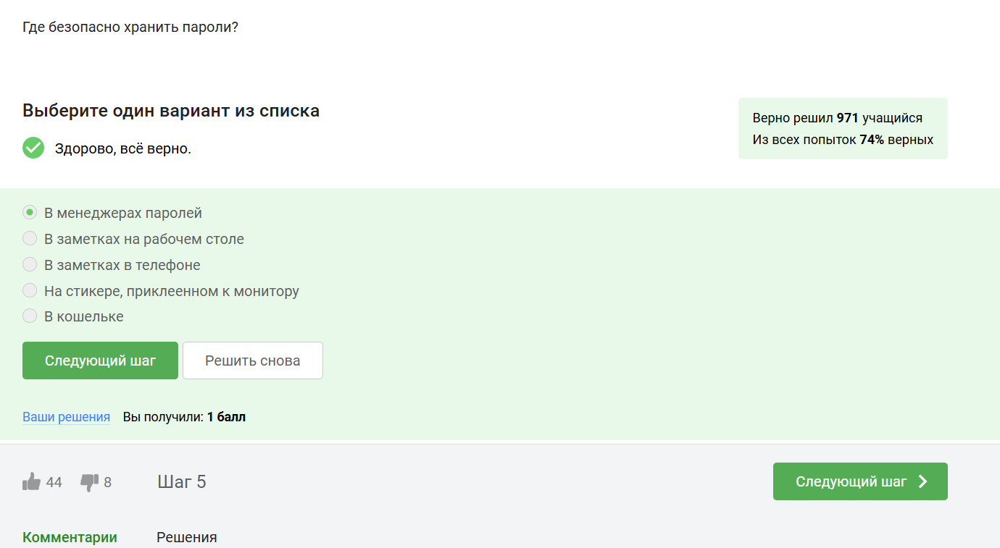 Где безопасно хранить пароли?
Выберите один вариант из списка
Здорово, всё верно.
Верно решил 971 учащийся
Из всех попыток 74% верных
В менеджерах паролей
В заметках на рабочем столе
В заметках в телефоне
На стикере, приклеенном к монитору
В кошельке
Следующий шаг
Решить снова
Ваши решения Вы получили: 1 балл
44 8 Шаг 5
Следующий шаг
Комментарии Решения